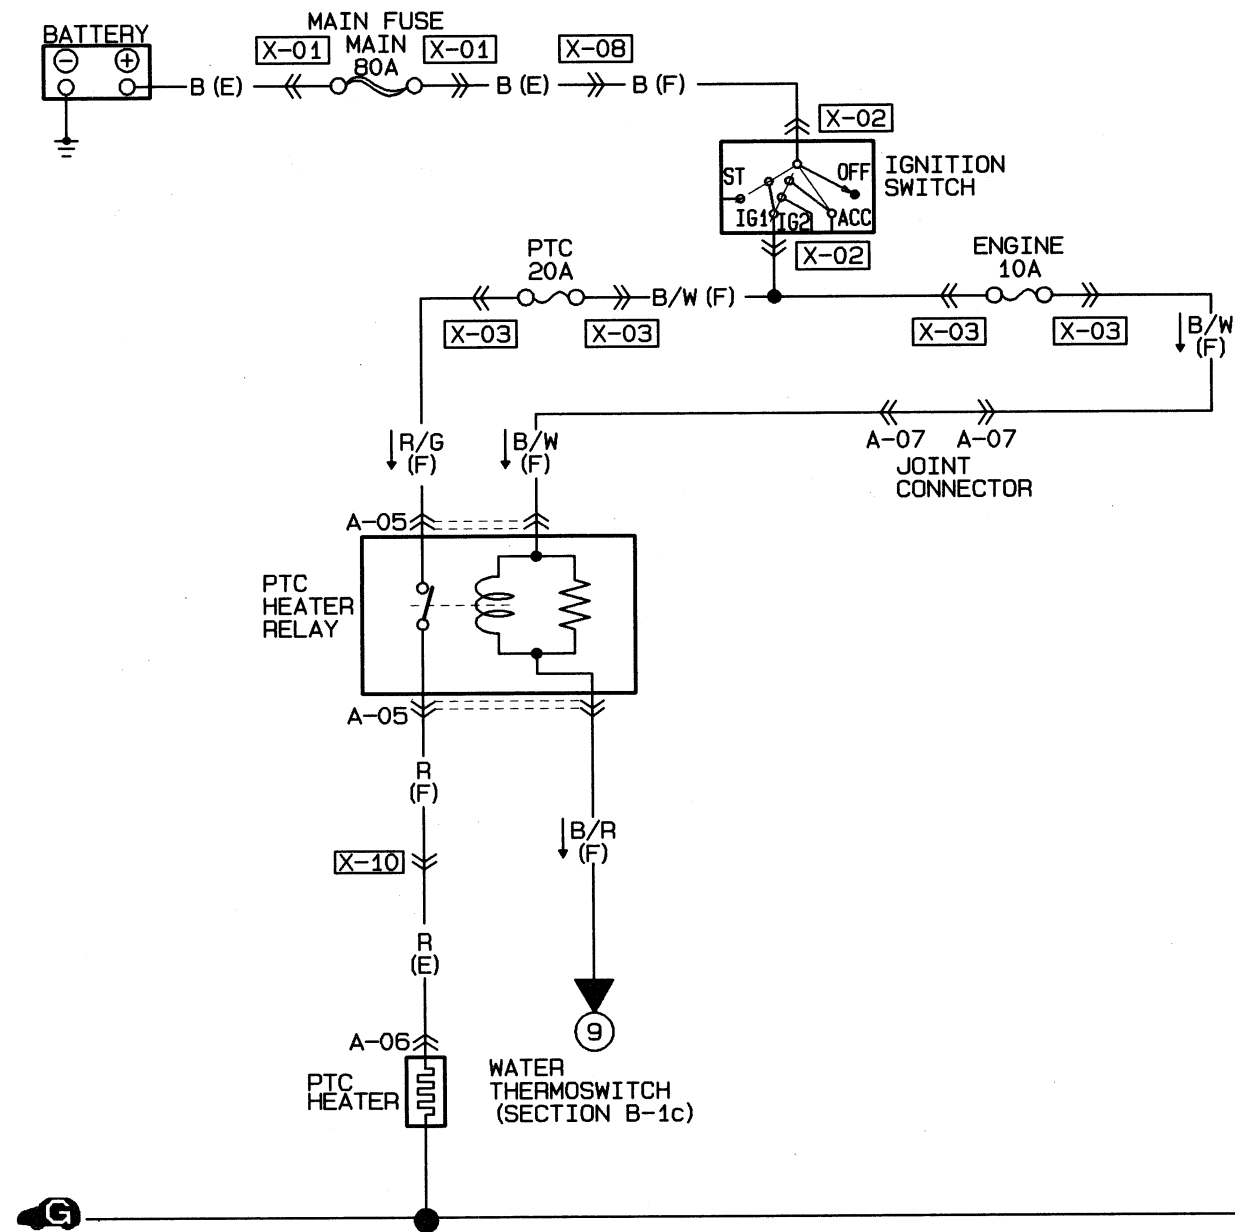 BATTERY
MAIN FUSE
MAIN
80A
X-01
X-01
X-08
B (E)
B (E)
B (F)
X-02
IGNITION
SWITCH
ST
OFF
IG1
IG2
ACC
X-02
PTC
20A
ENGINE
10A
B/W (F)
X-03
X-03
X-03
X-03
B/W
(F)
R/G
(F)
B/W
(F)
A-07
A-07
JOINT
CONNECTOR
A-05
PTC
HEATER
RELAY
A-05
R
(F)
B/R
(F)
X-10
R
(E)
9
A-06
PTC
HEATER
WATER
THERMOSWITCH
(SECTION B-1c)
G